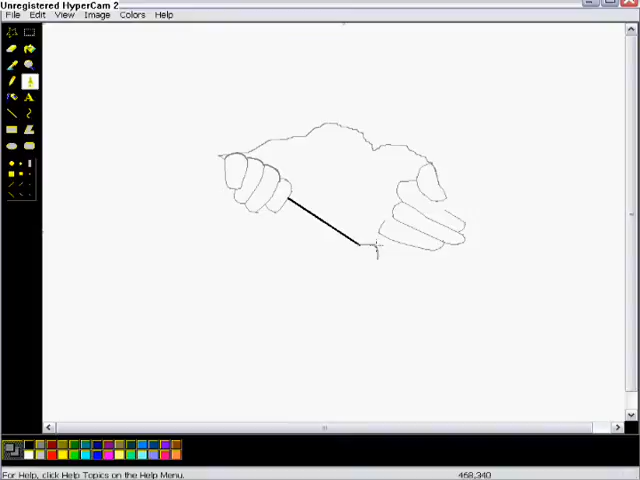 Unregistered HyperCam 2
File Edit View Image Colors Help
A
For Help, click Help Topics on the Help Menu.
468,340